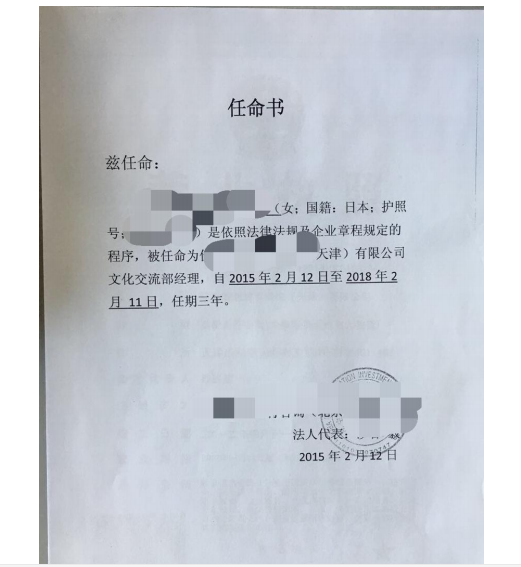 任命书
兹任命：
（女；国籍：日本；护照
号：）是依照法律法规及企业章程规定的
程序，被任命为天津）有限公司
文化交流部经理，自 2015 年 2 月 12 日至 2018 年 2
月 11 日，任期三年。
法人代表：
2015 年 2 月 12 日
INVESTMENT